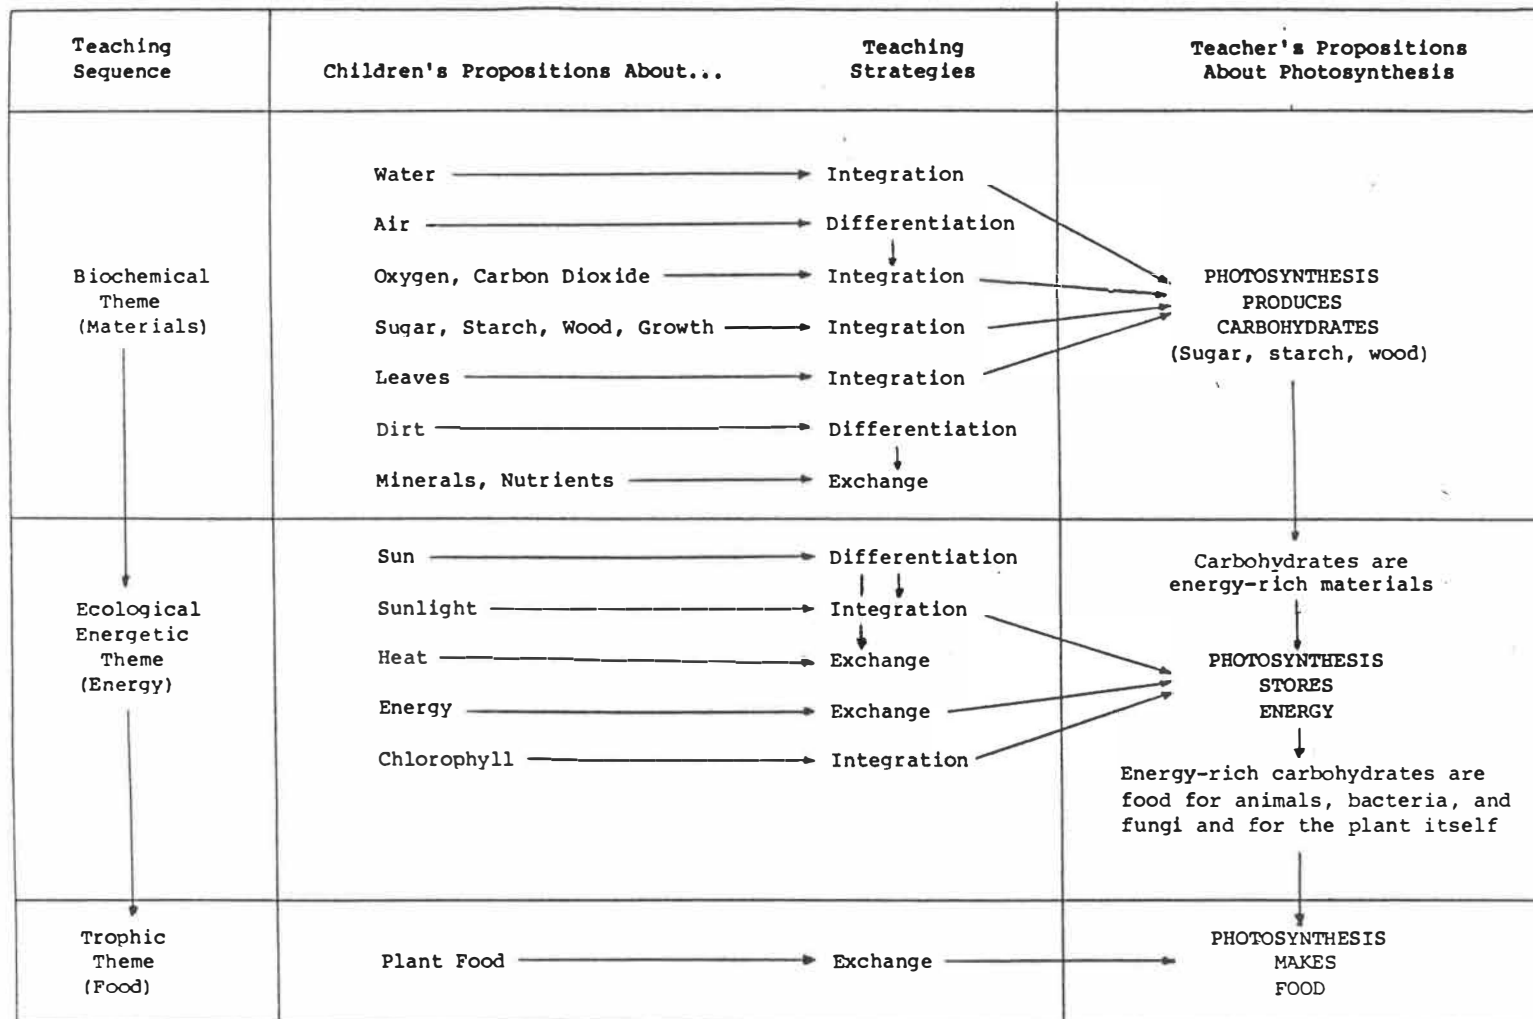 Teaching
Sequence
Children's Propositions About...
Teaching
Strategies
Teacher's Propositions
About Photosynthesis
Biochemical
Theme
(Materials)
Water
Integration
Air
Differentiation
Oxygen, Carbon Dioxide
Integration
Sugar, Starch, Wood, Growth
Integration
Leaves
Integration
Dirt
Differentiation
Minerals, Nutrients
Exchange
PHOTOSYNTHESIS
PRODUCES
CARBOHYDRATES
(Sugar, starch, wood)
Ecological
Energetic
Theme
(Energy)
Sun
Differentiation
Sunlight
Integration
Heat
Exchange
Energy
Exchange
Chlorophyll
Integration
Carbohydrates are
energy-rich materials
PHOTOSYNTHESIS
STORES
ENERGY
Energy-rich carbohydrates are
food for animals, bacteria, and
fungi and for the plant itself
Trophic
Theme
(Food)
Plant Food
Exchange
PHOTOSYNTHESIS
MAKES
FOOD